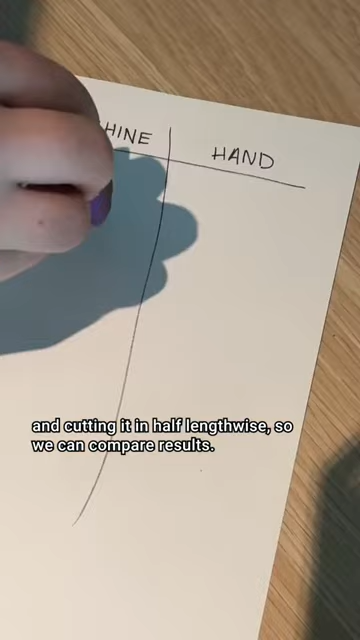 HINE
HAND
and cutting it in half lengthwise, so
we can compare results.